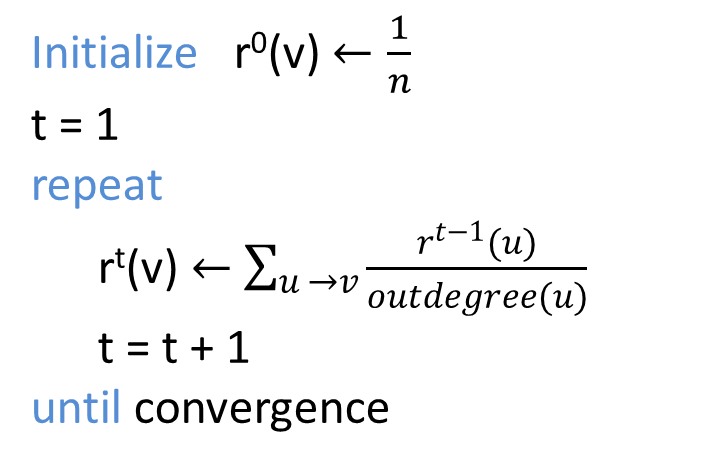 Initialize r⁰(v) ← 1/n
t = 1
repeat
rᵗ(v) ← ∑ᵤ →ᵥ rᵗ⁻¹(u)/outdegree(u)
t = t + 1
until convergence